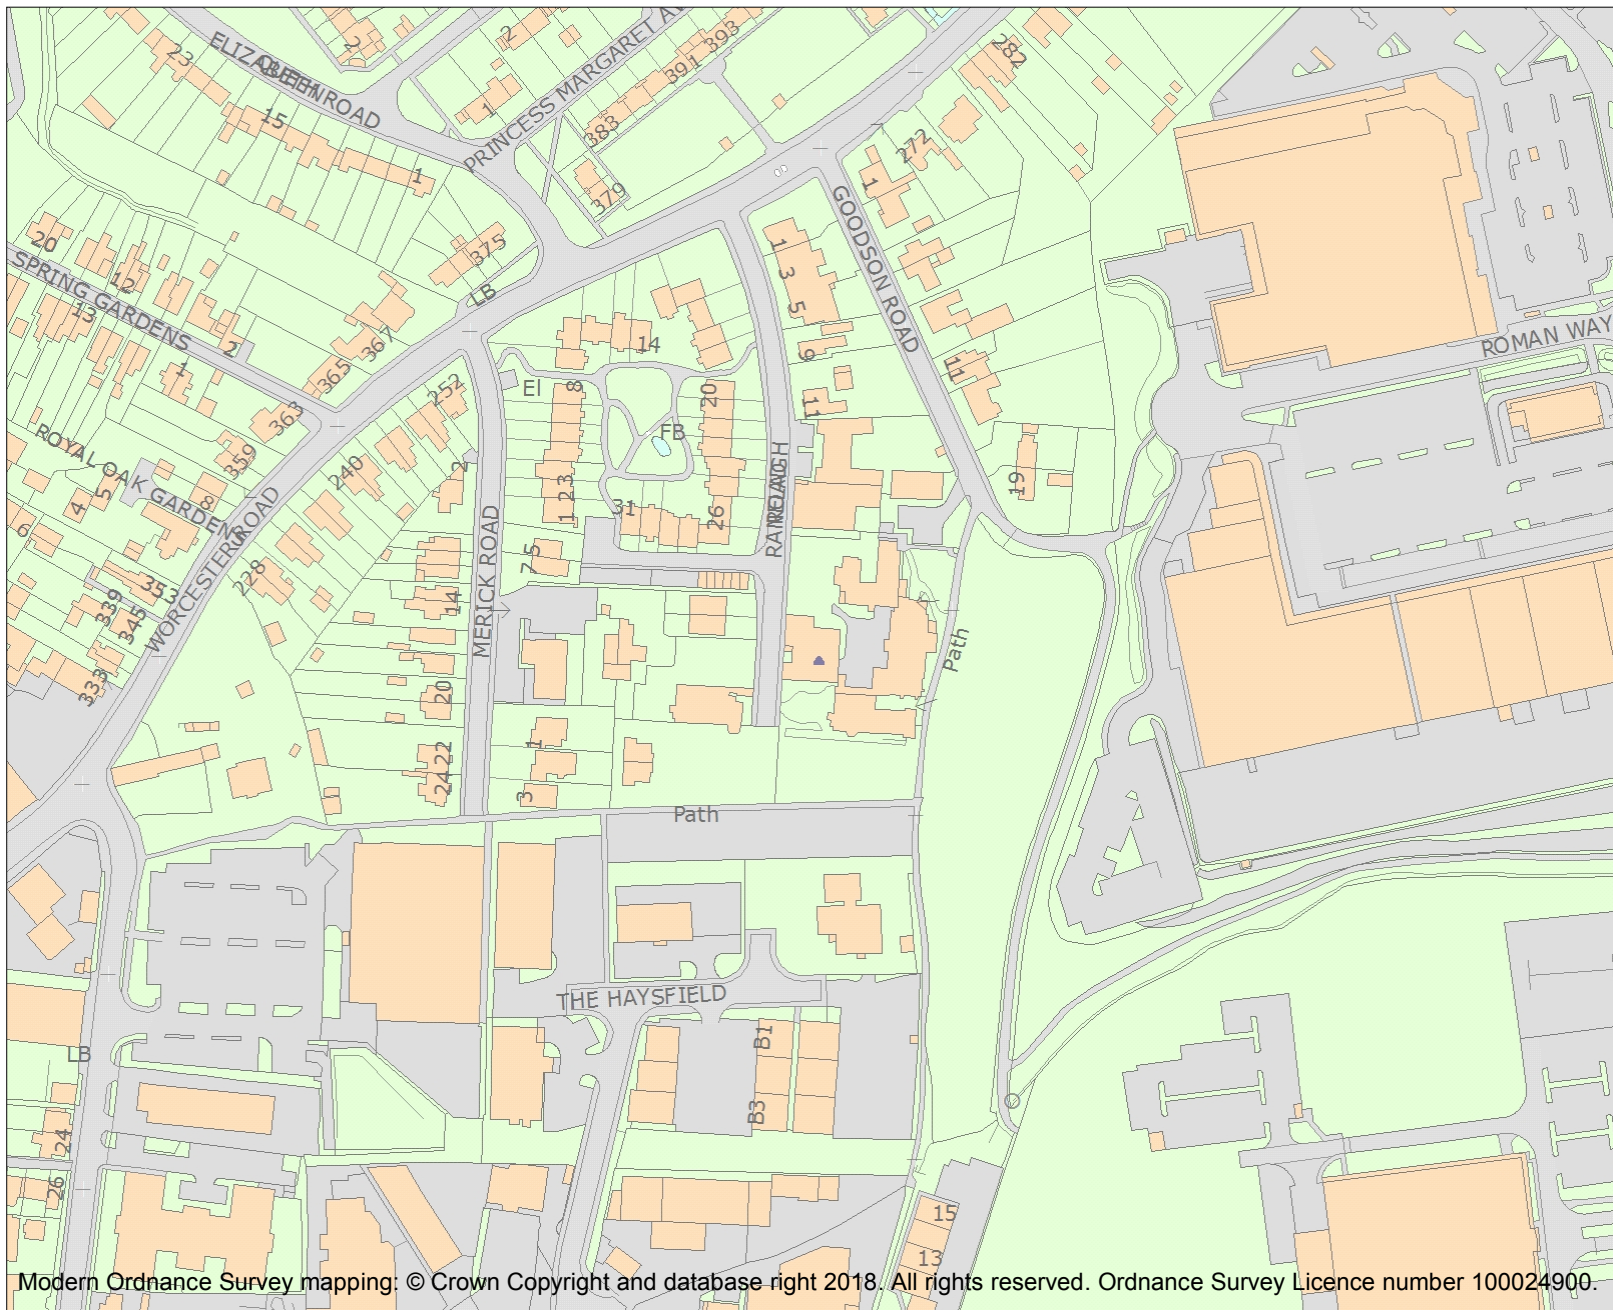 ELIZABETH
QUEEN ROAD
PRINCESS MARGARET AV
23
2
2
391
393
282
15
1
383
272
1
379
1
20
375
GOODSON ROAD
1
3
5
SPRING GARDENS
12
13
LB
14
9
ROMAN WAY
2
367
365
1
252
El
8
20
11
11
363
FB
ROYAL OAK GARDENS
359
240
2
4
5
8
3
2
1
31
26
RANELAGH
ROAD
19
6
WORCESTER ROAD
228
7
5
353
339
345
14
MERICK ROAD
Path
333
20
1
22
24
3
Path
THE HAYSFIELD
B1
LB
B3
24
26
15
13
Modern Ordnance Survey mapping: © Crown Copyright and database right 2018. All rights reserved. Ordnance Survey Licence number 100024900.